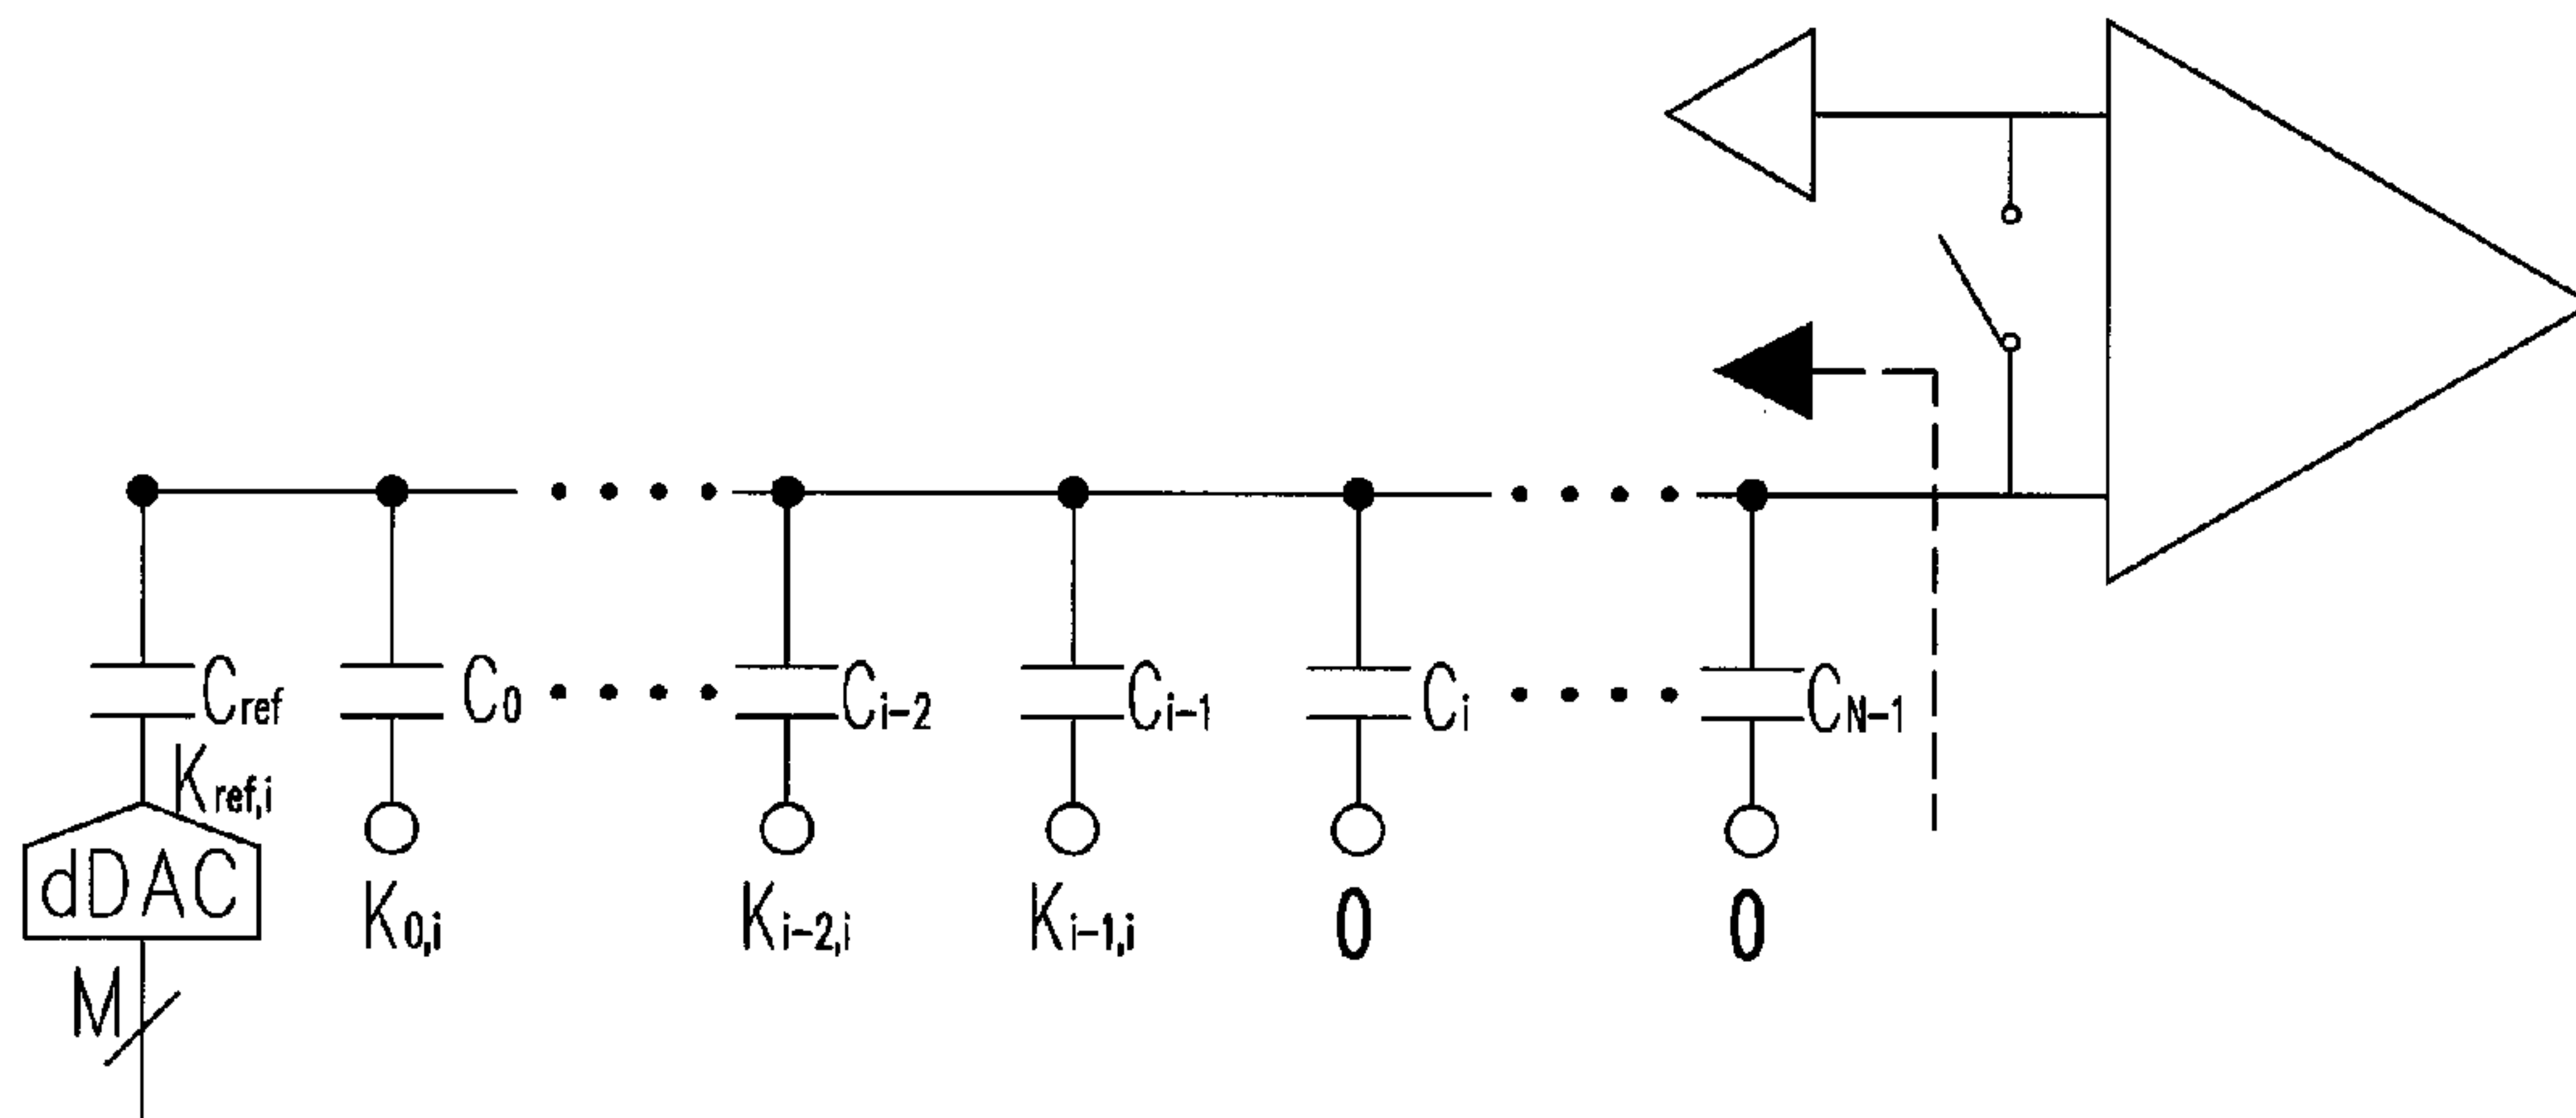 Cref C0 Ci-2 Ci-1 Ci CN-1
Kref,i
dDAC
K0,i Ki-2,i Ki-1,i 0 0
M